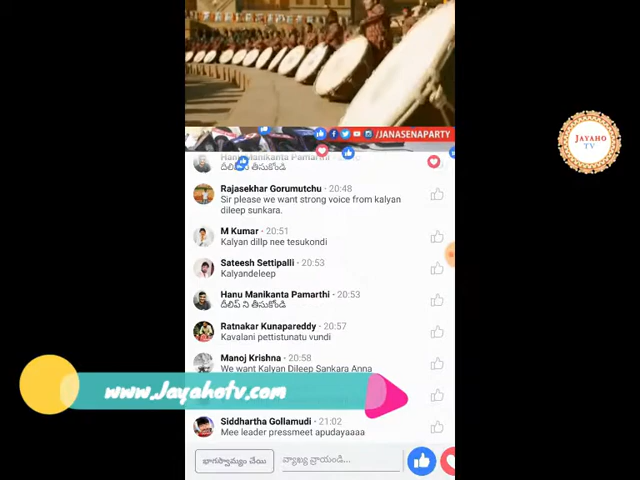 /JANASENAPARTY
JAYAHO
TV
Hanu Manikanta Pamarthi
దీలిప్ ని తీసుకోండి
Rajasekhar Gorumutchu · 20:48
Sir please we want strong voice from kalyan
dileep sunkara.
M Kumar · 20:51
Kalyan dillp nee tesukondi
Sateesh Settipalli · 20:53
Kalyandeleep
Hanu Manikanta Pamarthi · 20:53
దీలిప్ ని తీసుకోండి
Ratnakar Kunapareddy · 20:57
Kavalani pettistunatu vundi
Manoj Krishna · 20:58
We want Kalyan Dileep Sankara Anna
www.Jayahotv.com
Siddhartha Gollamudi · 21:02
Mee leader pressmeet apudayaaaa
భాగస్వామ్యం చేయి
వ్యాఖ్య వ్రాయండి...